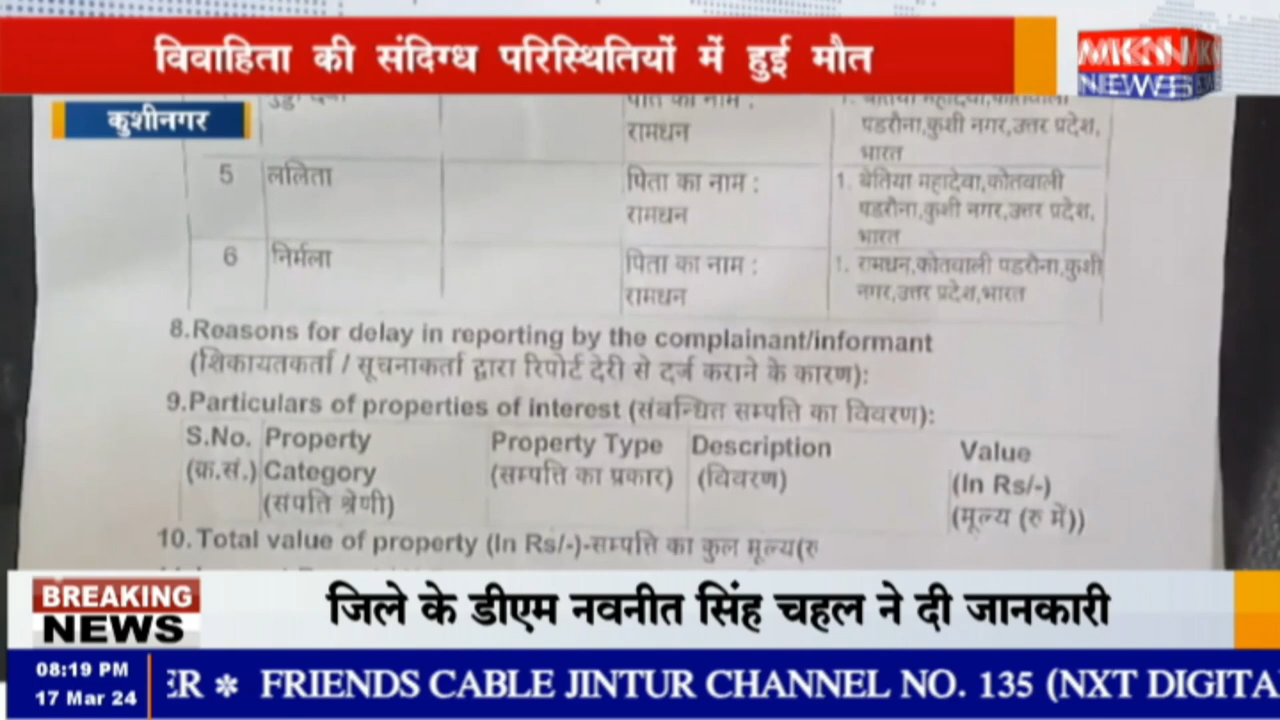 विवाहिता की संदिग्ध परिस्थितियों में हुई मौत
MKN
NEWS
कुशीनगर
पडरौना,कुशी नगर,उत्तर प्रदेश,
रामधन
भारत
5 ललिता पिता का नाम : 1. बेतिया महादेवा,कोतवाली
रामधन पडरौना,कुशी नगर,उत्तर प्रदेश,
भारत
6 निर्मला पिता का नाम : 1. रामधन,कोतवाली पडरौना,कुशी
रामधन नगर,उत्तर प्रदेश,भारत
8.Reasons for delay in reporting by the complainant/informant
(शिकायतकर्ता / सूचनाकर्ता द्वारा रिपोर्ट देरी से दर्ज कराने के कारण):
9.Particulars of properties of interest (संबन्धित सम्पत्ति का विवरण):
S.No. Property Property Type Description Value
(क्र.सं.) Category (सम्पत्ति का प्रकार) (विवरण) (In Rs/-)
(संपत्ति श्रेणी) (मूल्य (रु में))
10.Total value of property (In Rs/-)-सम्पत्ति का कुल मूल्य(रु
BREAKING
NEWS
जिले के डीएम नवनीत सिंह चहल ने दी जानकारी
08:19 PM
17 Mar 24
ER * FRIENDS CABLE JINTUR CHANNEL NO. 135 (NXT DIGITA